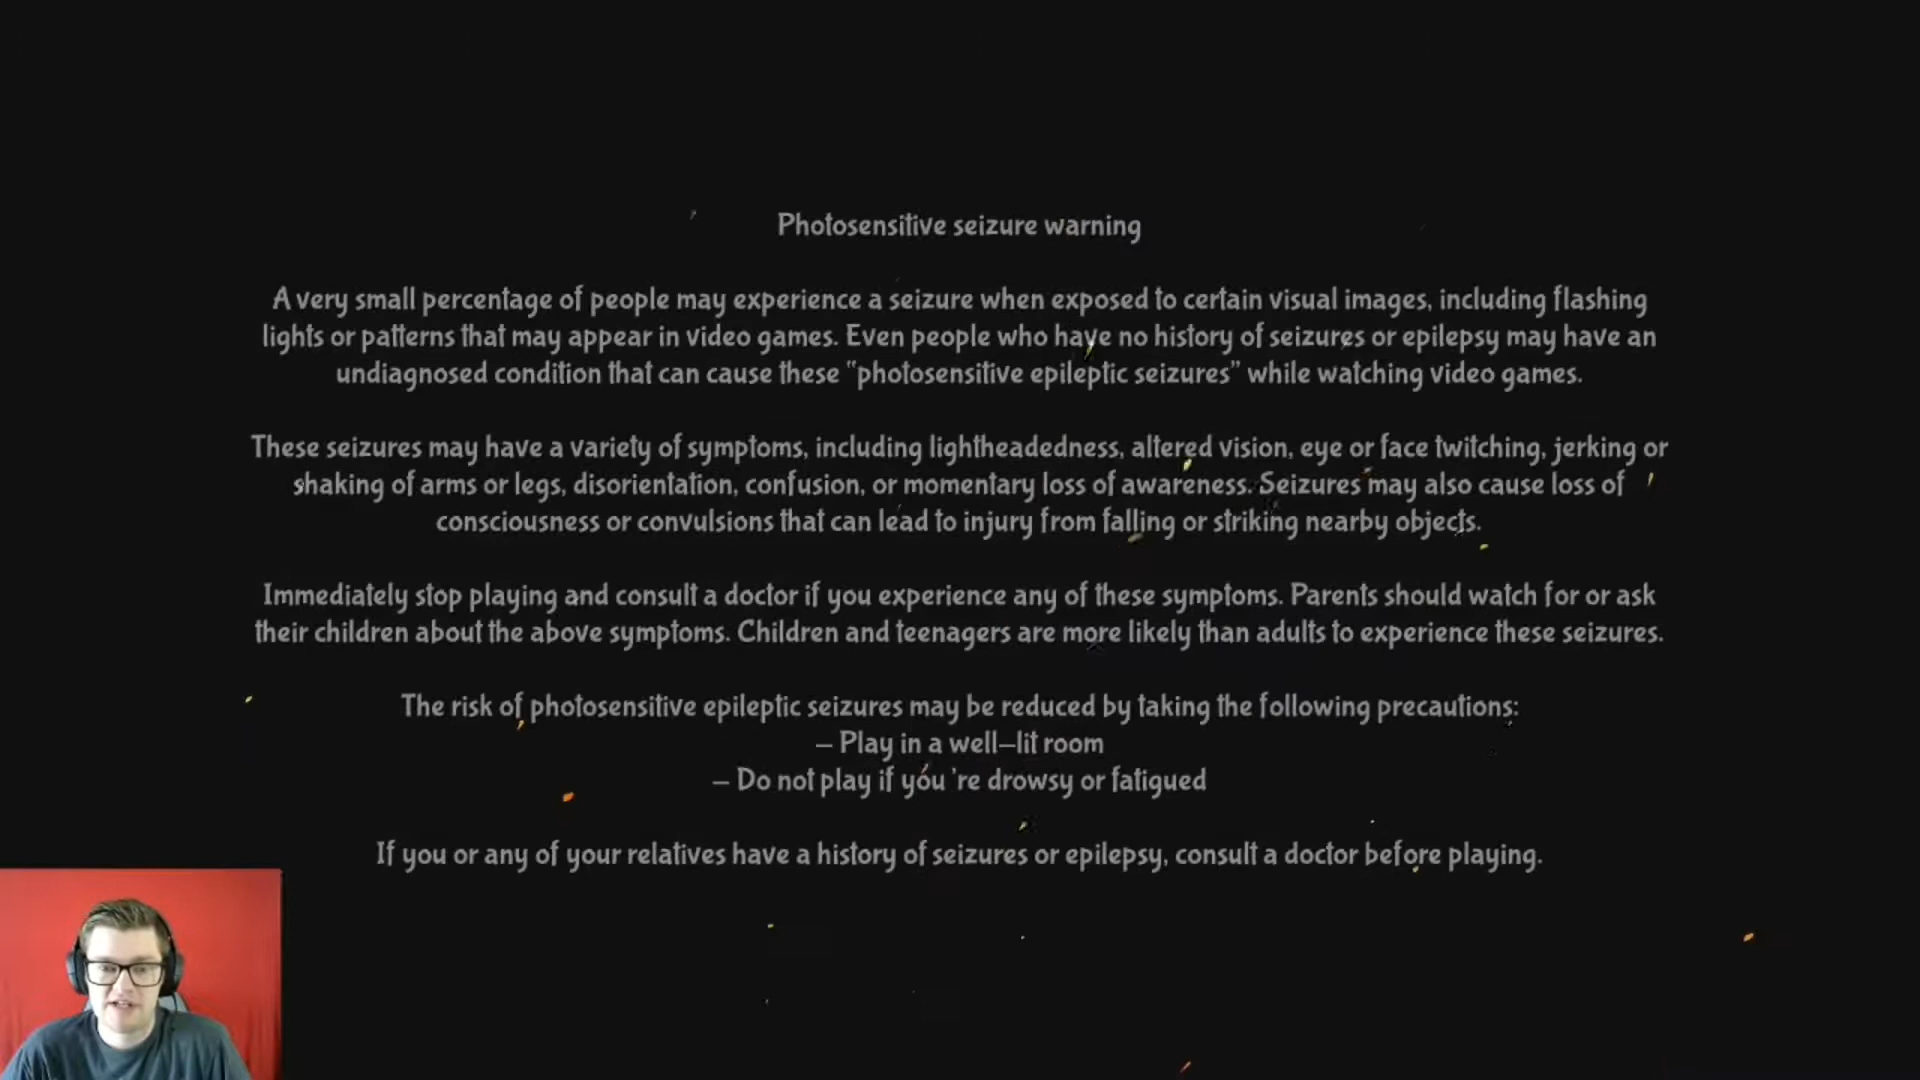 Photosensitive seizure warning
A very small percentage of people may experience a seizure when exposed to certain visual images, including flashing
lights or patterns that may appear in video games. Even people who have no history of seizures or epilepsy may have an
undiagnosed condition that can cause these "photosensitive epileptic seizures" while watching video games.
These seizures may have a variety of symptoms, including lightheadedness, altered vision, eye or face twitching, jerking or
shaking of arms or legs, disorientation, confusion, or momentary loss of awareness. Seizures may also cause loss of
consciousness or convulsions that can lead to injury from falling or striking nearby objects.
Immediately stop playing and consult a doctor if you experience any of these symptoms. Parents should watch for or ask
their children about the above symptoms. Children and teenagers are more likely than adults to experience these seizures.
The risk of photosensitive epileptic seizures may be reduced by taking the following precautions:
– Play in a well–lit room
– Do not play if you 're drowsy or fatigued
If you or any of your relatives have a history of seizures or epilepsy, consult a doctor before playing.